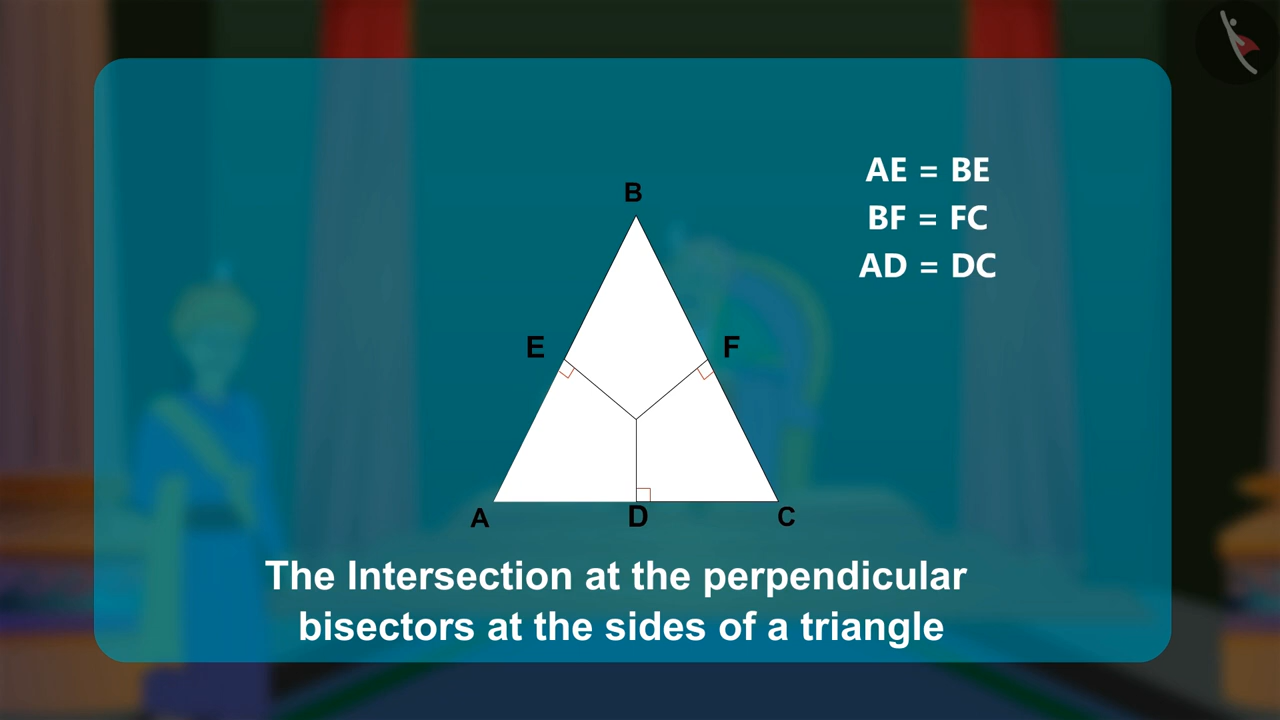 AE = BE
BF = FC
AD = DC
B
E F
A D C
The Intersection at the perpendicular
bisectors at the sides of a triangle